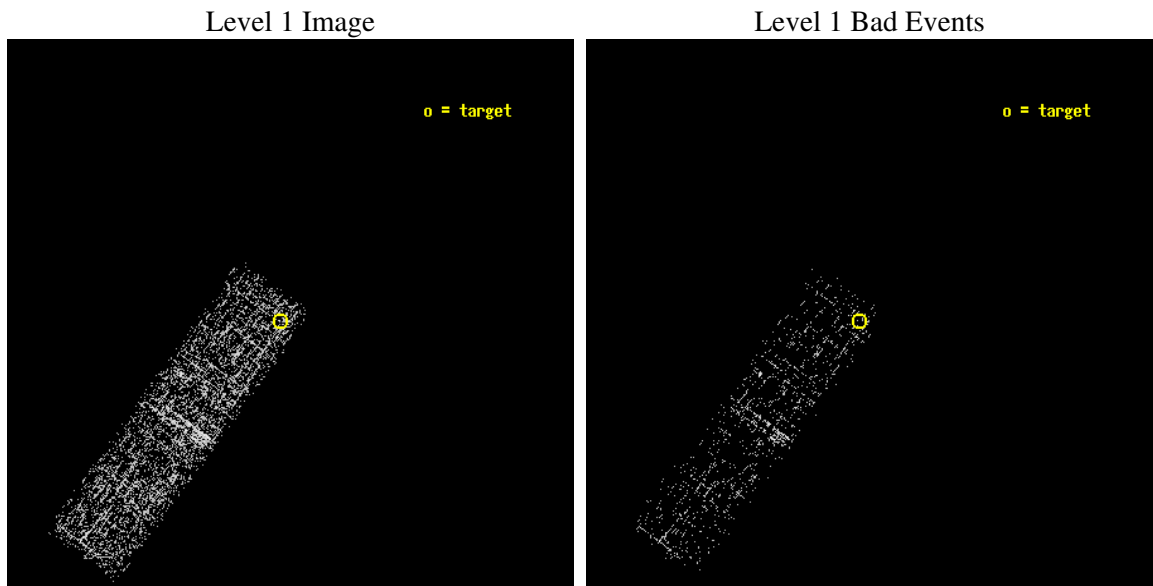 Level 1 Image
Level 1 Bad Events
o = target
o = target